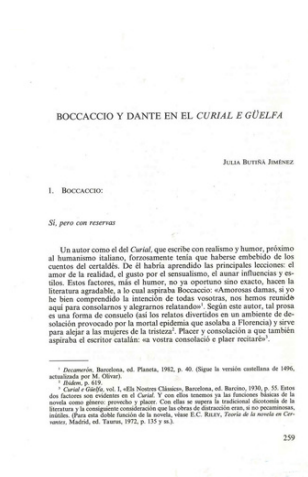 BOCCACCIO Y DANTE EN EL CURIAL E GÜELFA
JULIA BUTIÑÁ JIMÉNEZ
1. BOCCACCIO:
Sí, pero con reservas
Un autor como el del Curial, que escribe con realismo y humor, próximo
al humanismo italiano, forzosamente tenía que haberse embebido de los
cuentos del certaldés. De él habría aprendido las principales lecciones: el
amor de la realidad, el gusto por el sensualismo, el aunar influencias y es-
tilos. Estos factores, más el humor, no ya oportuno sino exacto, hacen la
literatura agradable, a lo cual aspiraba Boccaccio: «Amorosas damas, si yo
he bien comprendido la intención de todas vosotras, nos hemos reunido
aquí para consolarnos y alegrarnos relatando»¹. Según este autor, tal prosa
es una forma de consuelo (así los relatos divertidos en un ambiente de de-
solación provocado por la mortal epidemia que asolaba a Florencia) y sirve
para alejar a las mujeres de la tristeza². Placer y consolación a que también
aspiraba el escritor catalán: «a vostra consolació e plaer recitaré»³.
¹ Decamerón, Barcelona, ed. Planeta, 1982, p. 40. (Sigue la versión castellana de 1496,
actualizada por M. Olivar).
² Ibidem, p. 619.
³ Curial e Güelfa, vol. I, «Els Nostres Clàssics», Barcelona, ed. Barcino, 1930, p. 55. Estos
dos factores son evidentes en el Curial. Y con ellos tenemos ya las funciones básicas de la
novela como género: provecho y placer. Con ellas se supera la tradicional dicotomía de la
literatura y la consiguiente consideración que las obras de distracción eran, si no pecaminosas,
inútiles. (Para esta doble función de la novela, véase E.C. RILEY, Teoría de la novela en Cer-
vantes, Madrid, ed. Taurus, 1972, p. 135 y ss.).
259